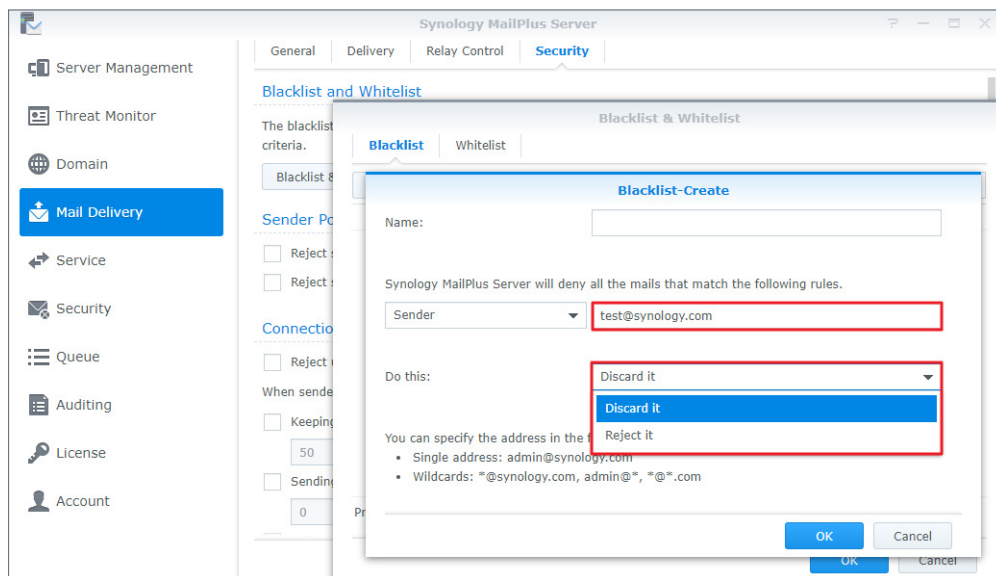 Synology MailPlus Server
Server Management
Threat Monitor
Domain
Mail Delivery
Service
Security
Queue
Auditing
License
Account
General Delivery Relay Control Security
Blacklist and Whitelist
The blacklist
criteria.
Blacklist &
Sender Po
Reject
Reject
Connectio
Reject
When sende
Keeping
50
Sending
0
Blacklist & Whitelist
Blacklist Whitelist
Pr
OK Cancel
Blacklist-Create
Name:
Synology MailPlus Server will deny all the mails that match the following rules.
Sender test@synology.com
Do this: Discard it
Discard it
Reject it
You can specify the address in the f
• Single address: admin@synology.com
• Wildcards: *@synology.com, admin@*, *@*.com
OK Cancel